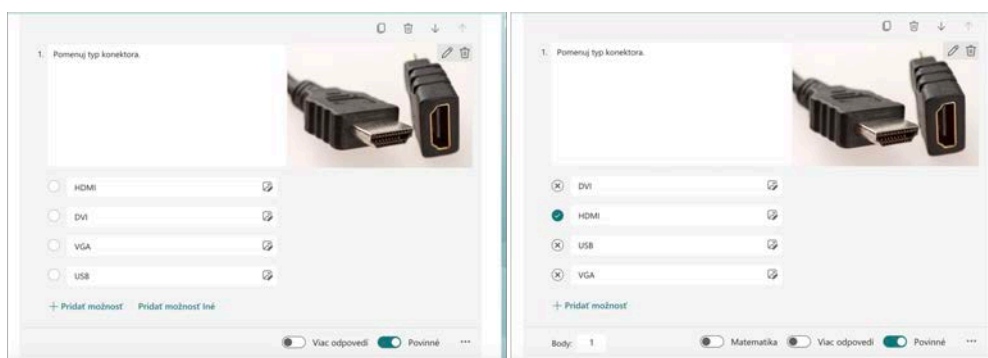 1. Pomenuj typ konektora.
HDMI
DVI
VGA
USB
+ Pridať možnosť Pridať možnosť Iné
Viac odpovedí Povinné ...
1. Pomenuj typ konektora.
DVI
HDMI
USB
VGA
+ Pridať možnosť
Body: 1 Matematika Viac odpovedí Povinné ...